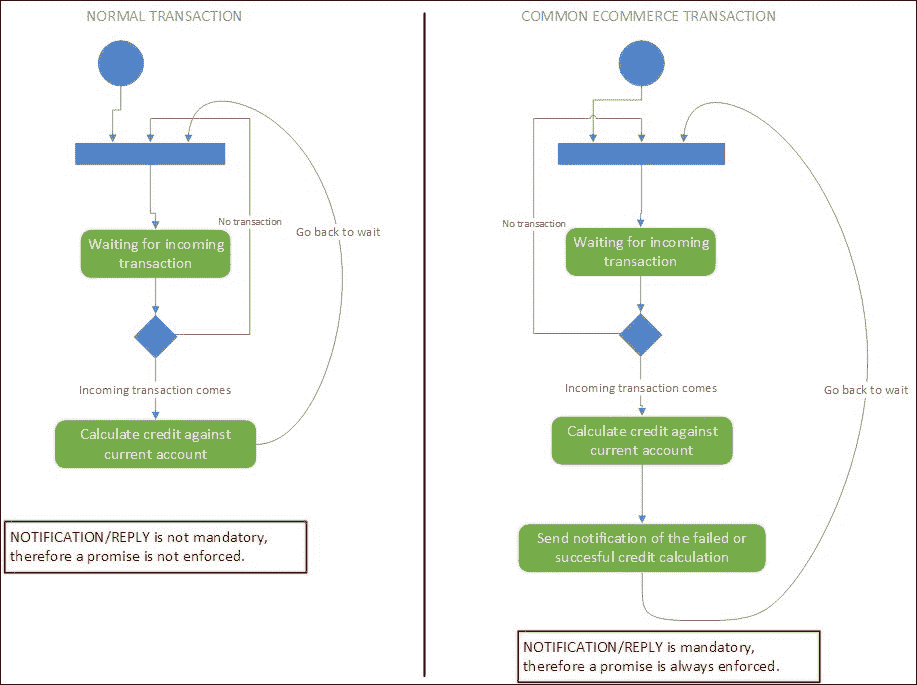 NORMAL TRANSACTION
No transaction
Go back to wait
Waiting for incoming
transaction
Incoming transaction comes
Calculate credit against
current account
NOTIFICATION/REPLY is not mandatory,
therefore a promise is not enforced.
COMMON ECOMMERCE TRANSACTION
No transaction
Waiting for incoming
transaction
Incoming transaction comes
Go back to wait
Calculate credit against
current account
Send notification of the failed or
succesful credit calculation
NOTIFICATION/REPLY is mandatory,
therefore a promise is always enforced.